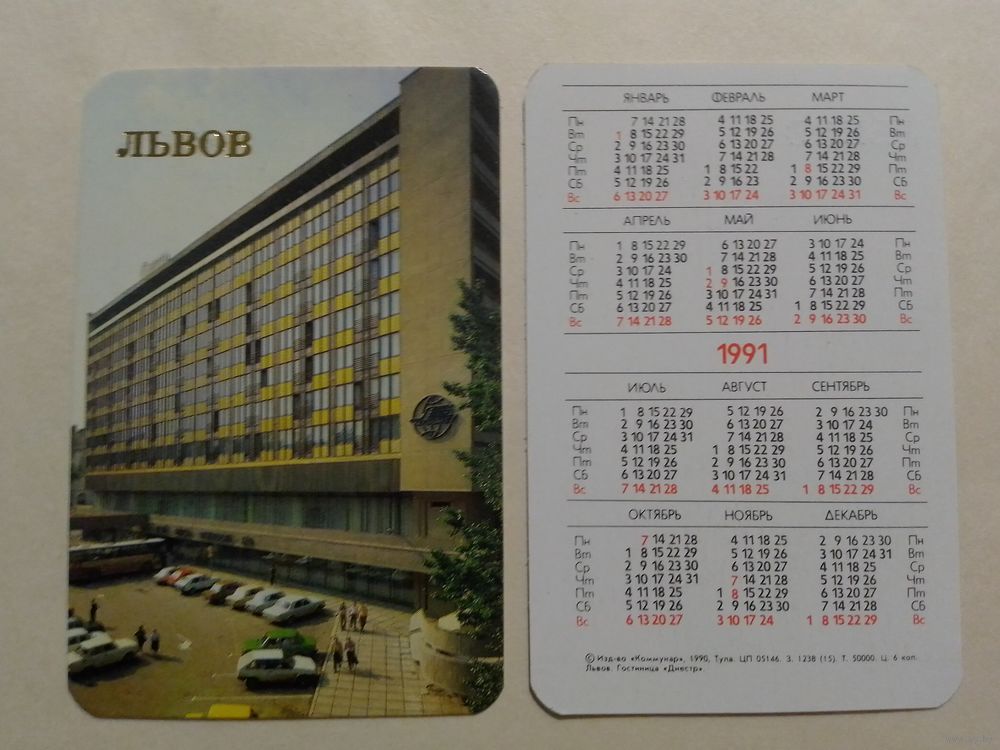 ЛЬВОВ
ЯНВАРЬ ФЕВРАЛЬ МАРТ
Пн 7 14 21 28 4 11 18 25 4 11 18 25 Пн
Вт 1 8 15 22 29 5 12 19 26 5 12 19 26 Вт
Ср 2 9 16 23 30 6 13 20 27 6 13 20 27 Ср
Чт 3 10 17 24 31 7 14 21 28 7 14 21 28 Чт
Пт 4 11 18 25 1 8 15 22 1 8 15 22 29 Пт
Сб 5 12 19 26 2 9 16 23 2 9 16 23 30 Сб
Вс 6 13 20 27 3 10 17 24 3 10 17 24 31 Вс
АПРЕЛЬ МАЙ ИЮНЬ
Пн 1 8 15 22 29 6 13 20 27 3 10 17 24 Пн
Вт 2 9 16 23 30 7 14 21 28 4 11 18 25 Вт
Ср 3 10 17 24 1 8 15 22 29 5 12 19 26 Ср
Чт 4 11 18 25 2 9 16 23 30 6 13 20 27 Чт
Пт 5 12 19 26 3 10 17 24 31 7 14 21 28 Пт
Сб 6 13 20 27 4 11 18 25 1 8 15 22 29 Сб
Вс 7 14 21 28 5 12 19 26 2 9 16 23 30 Вс
1991
ИЮЛЬ АВГУСТ СЕНТЯБРЬ
Пн 1 8 15 22 29 5 12 19 26 2 9 16 23 30 Пн
Вт 2 9 16 23 30 6 13 20 27 3 10 17 24 Вт
Ср 3 10 17 24 31 7 14 21 28 4 11 18 25 Ср
Чт 4 11 18 25 1 8 15 22 29 5 12 19 26 Чт
Пт 5 12 19 26 2 9 16 23 30 6 13 20 27 Пт
Сб 6 13 20 27 3 10 17 24 31 7 14 21 28 Сб
Вс 7 14 21 28 4 11 18 25 1 8 15 22 29 Вс
ОКТЯБРЬ НОЯБРЬ ДЕКАБРЬ
Пн 7 14 21 28 4 11 18 25 2 9 16 23 30 Пн
Вт 1 8 15 22 29 5 12 19 26 3 10 17 24 31 Вт
Ср 2 9 16 23 30 6 13 20 27 4 11 18 25 Ср
Чт 3 10 17 24 31 7 14 21 28 5 12 19 26 Чт
Пт 4 11 18 25 1 8 15 22 29 6 13 20 27 Пт
Сб 5 12 19 26 2 9 16 23 30 7 14 21 28 Сб
Вс 6 13 20 27 3 10 17 24 1 8 15 22 29 Вс
© Изд-во «Коммунар», 1990, Тула. ЦП 05146. З. 1238 (15). Т. 50000. Ц. 6 коп.
Львов. Гостиница «Днестр».